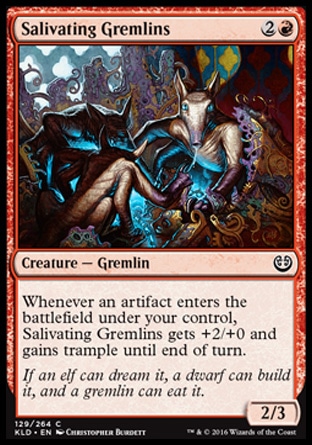 Salivating Gremlins 2
Creature — Gremlin
Whenever an artifact enters the
battlefield under your control,
Salivating Gremlins gets +2/+0 and
gains trample until end of turn.
If an elf can dream it, a dwarf can build
it, and a gremlin can eat it.
2/3
129/264 C
KLD • EN Christopher Burdett
™ & © 2016 Wizards of the Coast